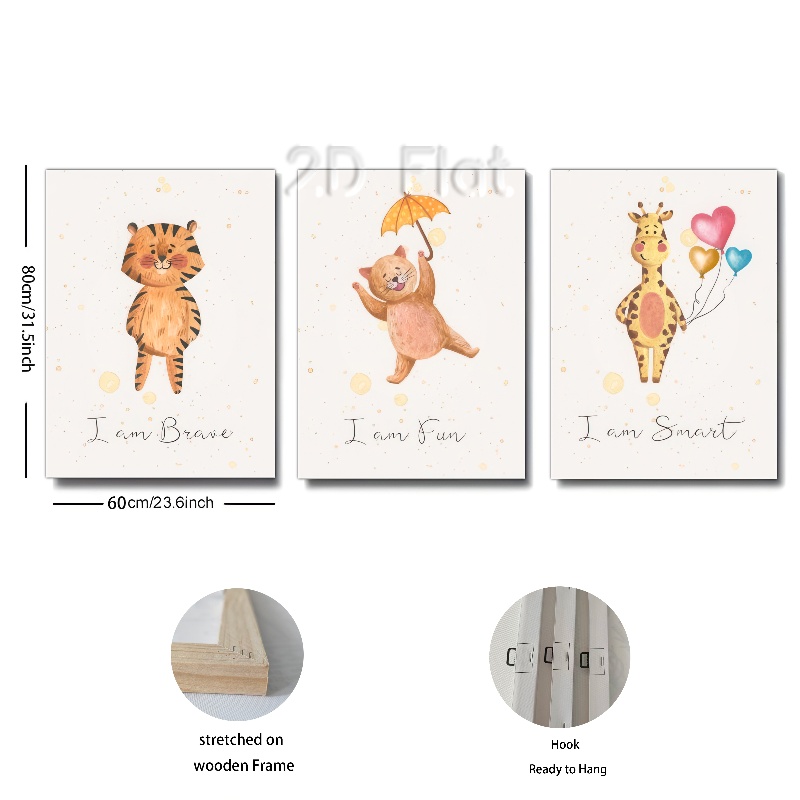 2D Flat
80cm/31.5inch
I am Brave
I am Fun
I am Smart
60cm/23.6inch
stretched on
wooden Frame
Hook
Ready to Hang